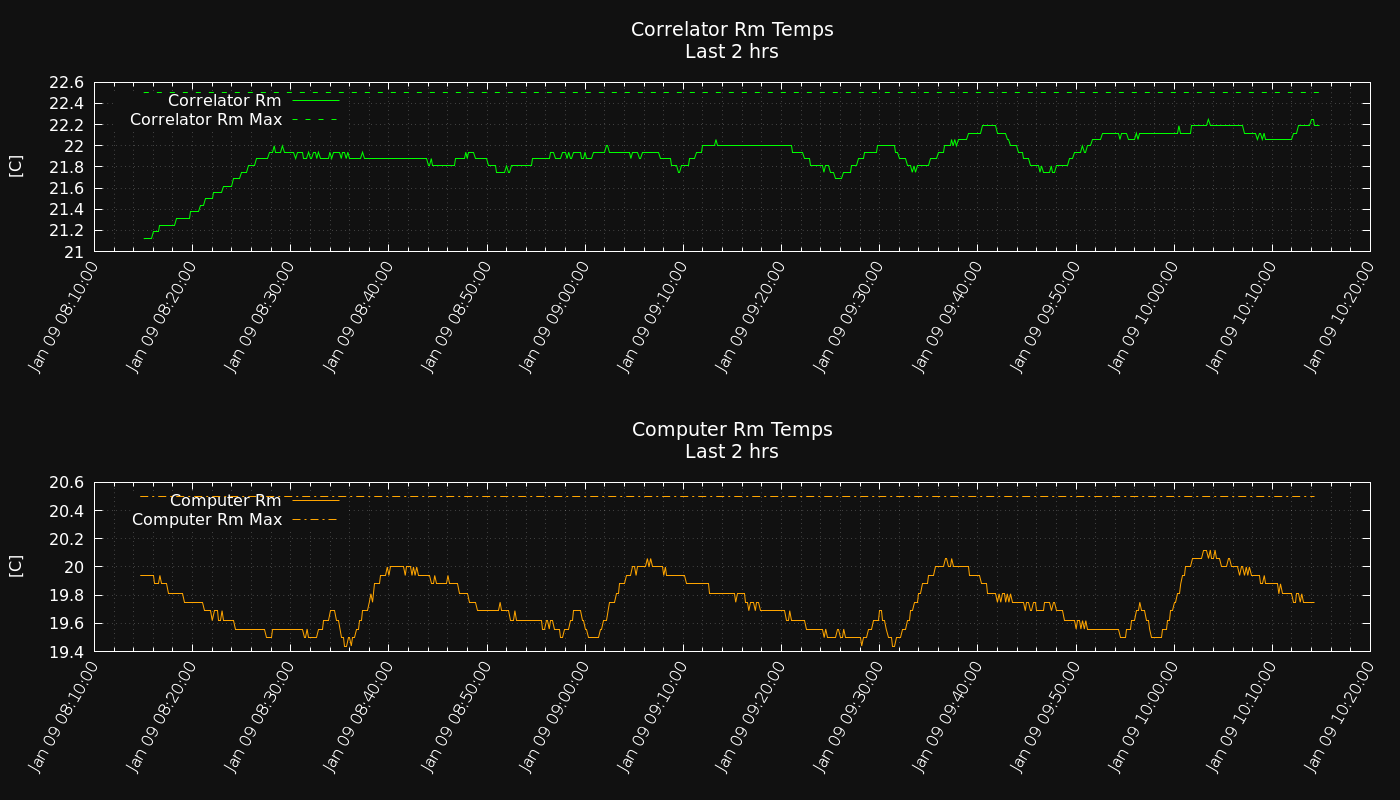 Correlator Rm Temps
Last 2 hrs
22.6
22.4
22.2
22
21.8
21.6
21.4
21.2
21
[C]
Correlator Rm
Correlator Rm Max
Jan 09 08:10:00
Jan 09 08:20:00
Jan 09 08:30:00
Jan 09 08:40:00
Jan 09 08:50:00
Jan 09 09:00:00
Jan 09 09:10:00
Jan 09 09:20:00
Jan 09 09:30:00
Jan 09 09:40:00
Jan 09 09:50:00
Jan 09 10:00:00
Jan 09 10:10:00
Jan 09 10:20:00
Computer Rm Temps
Last 2 hrs
20.6
20.4
20.2
20
19.8
19.6
19.4
[C]
Computer Rm
Computer Rm Max
Jan 09 08:10:00
Jan 09 08:20:00
Jan 09 08:30:00
Jan 09 08:40:00
Jan 09 08:50:00
Jan 09 09:00:00
Jan 09 09:10:00
Jan 09 09:20:00
Jan 09 09:30:00
Jan 09 09:40:00
Jan 09 09:50:00
Jan 09 10:00:00
Jan 09 10:10:00
Jan 09 10:20:00